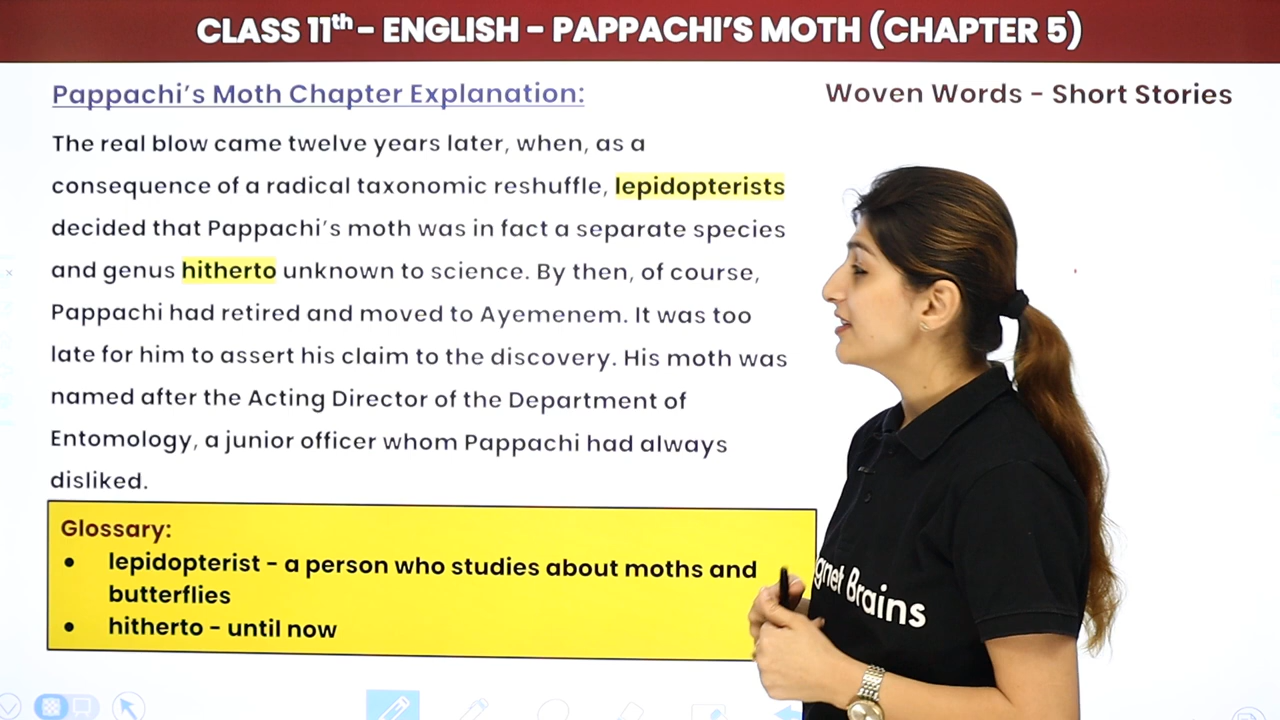 CLASS 11th – ENGLISH – PAPPACHI’S MOTH (CHAPTER 5)
Pappachi’s Moth Chapter Explanation:
Woven Words – Short Stories
The real blow came twelve years later, when, as a
consequence of a radical taxonomic reshuffle, lepidopterists
decided that Pappachi’s moth was in fact a separate species
and genus hitherto unknown to science. By then, of course,
Pappachi had retired and moved to Ayemenem. It was too
late for him to assert his claim to the discovery. His moth was
named after the Acting Director of the Department of
Entomology, a junior officer whom Pappachi had always
disliked.
Glossary:
• lepidopterist – a person who studies about moths and
butterflies
• hitherto – until now
gnet Brains